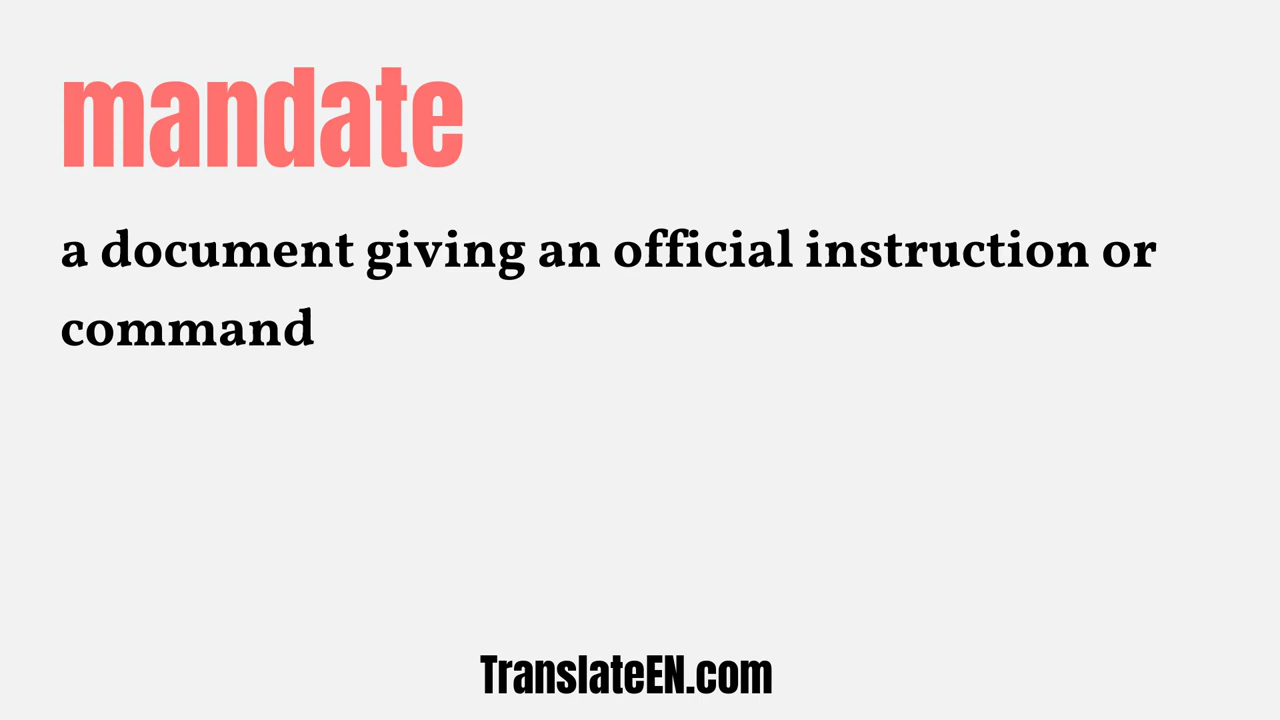 mandate
a document giving an official instruction or
command
TranslateEN.com